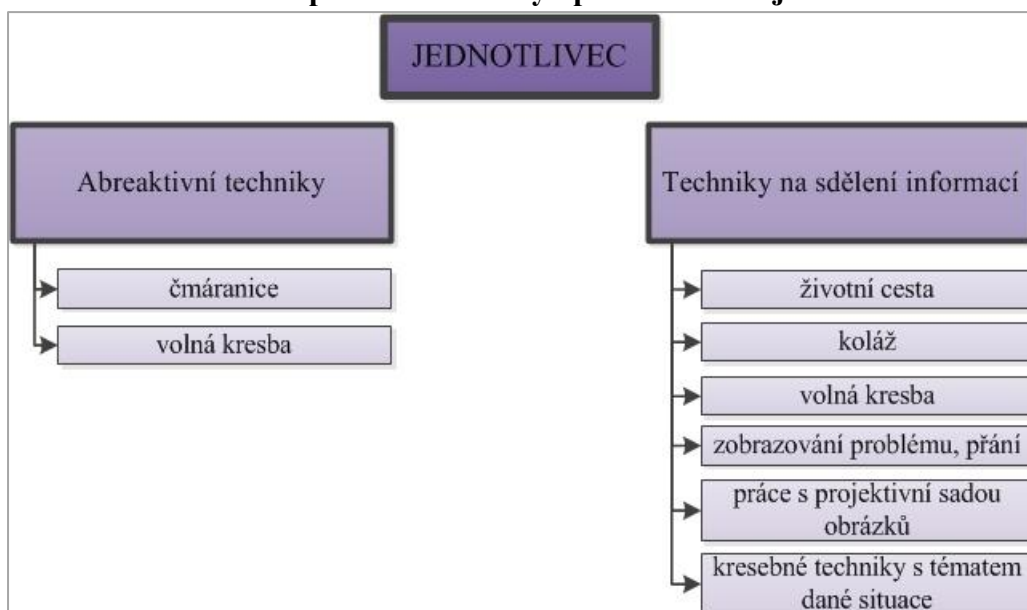 JEDNOTLIVEC
Abreaktivní techniky
čmáranice
volná kresba
Techniky na sdělení informací
životní cesta
koláž
volná kresba
zobrazování problému, přání
práce s projektivní sadou
obrázků
kresebné techniky s tématem
dané situace